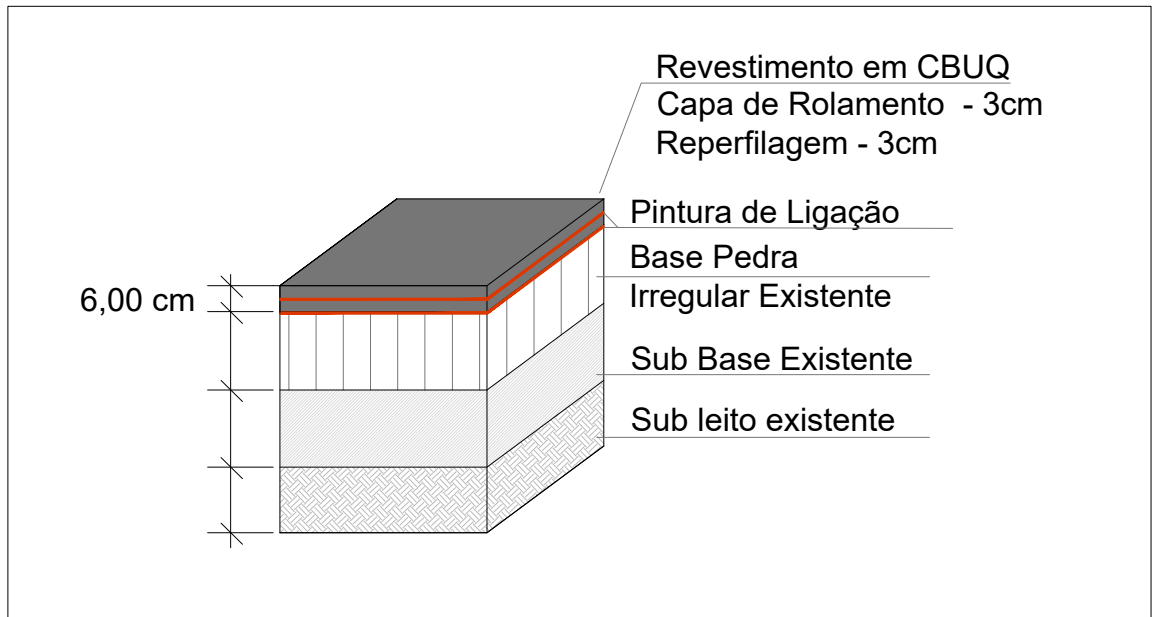 Revestimento em CBUQ
Capa de Rolamento - 3cm
Reperfilagem - 3cm
Pintura de Ligação
Base Pedra
Irregular Existente
6,00 cm
Sub Base Existente
Sub leito existente